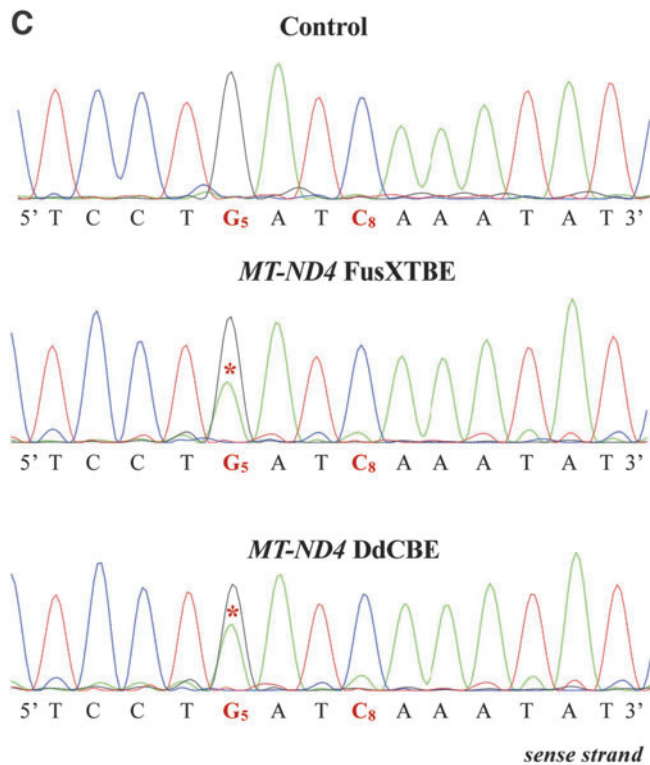 C
Control
5' T C C T G5 A T C8 A A A T A T 3'
MT-ND4 FusXTBE
*
5' T C C T G5 A T C8 A A A T A T 3'
MT-ND4 DdCBE
*
5' T C C T G5 A T C8 A A A T A T 3'
sense strand